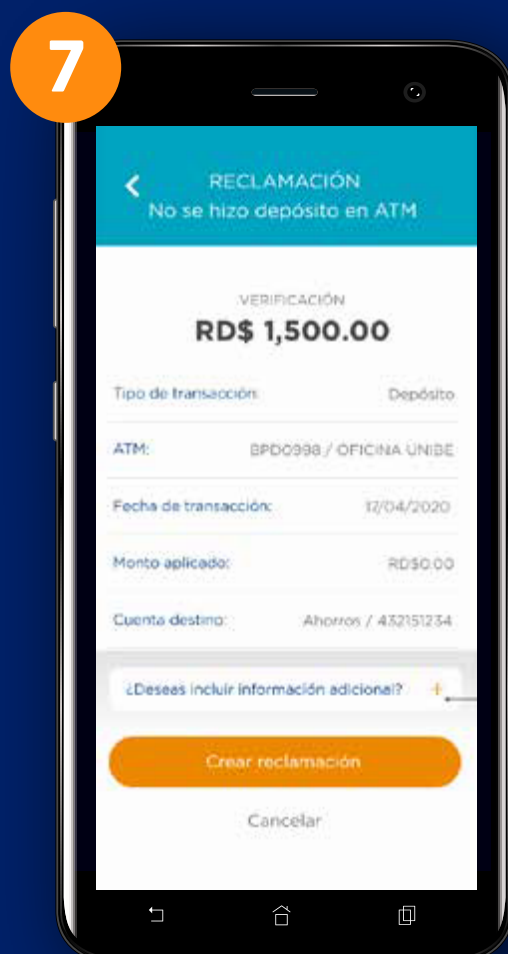 7
RECLAMACIÓN
No se hizo depósito en ATM
VERIFICACIÓN
RD$ 1,500.00
Tipo de transacción: Depósito
ATM: BPD0998 / OFICINA UNIBE
Fecha de transacción: 17/04/2020
Monto aplicado: RD$0.00
Cuenta destino: Ahorros / 432151234
¿Deseas incluir información adicional? +
Crear reclamación
Cancelar